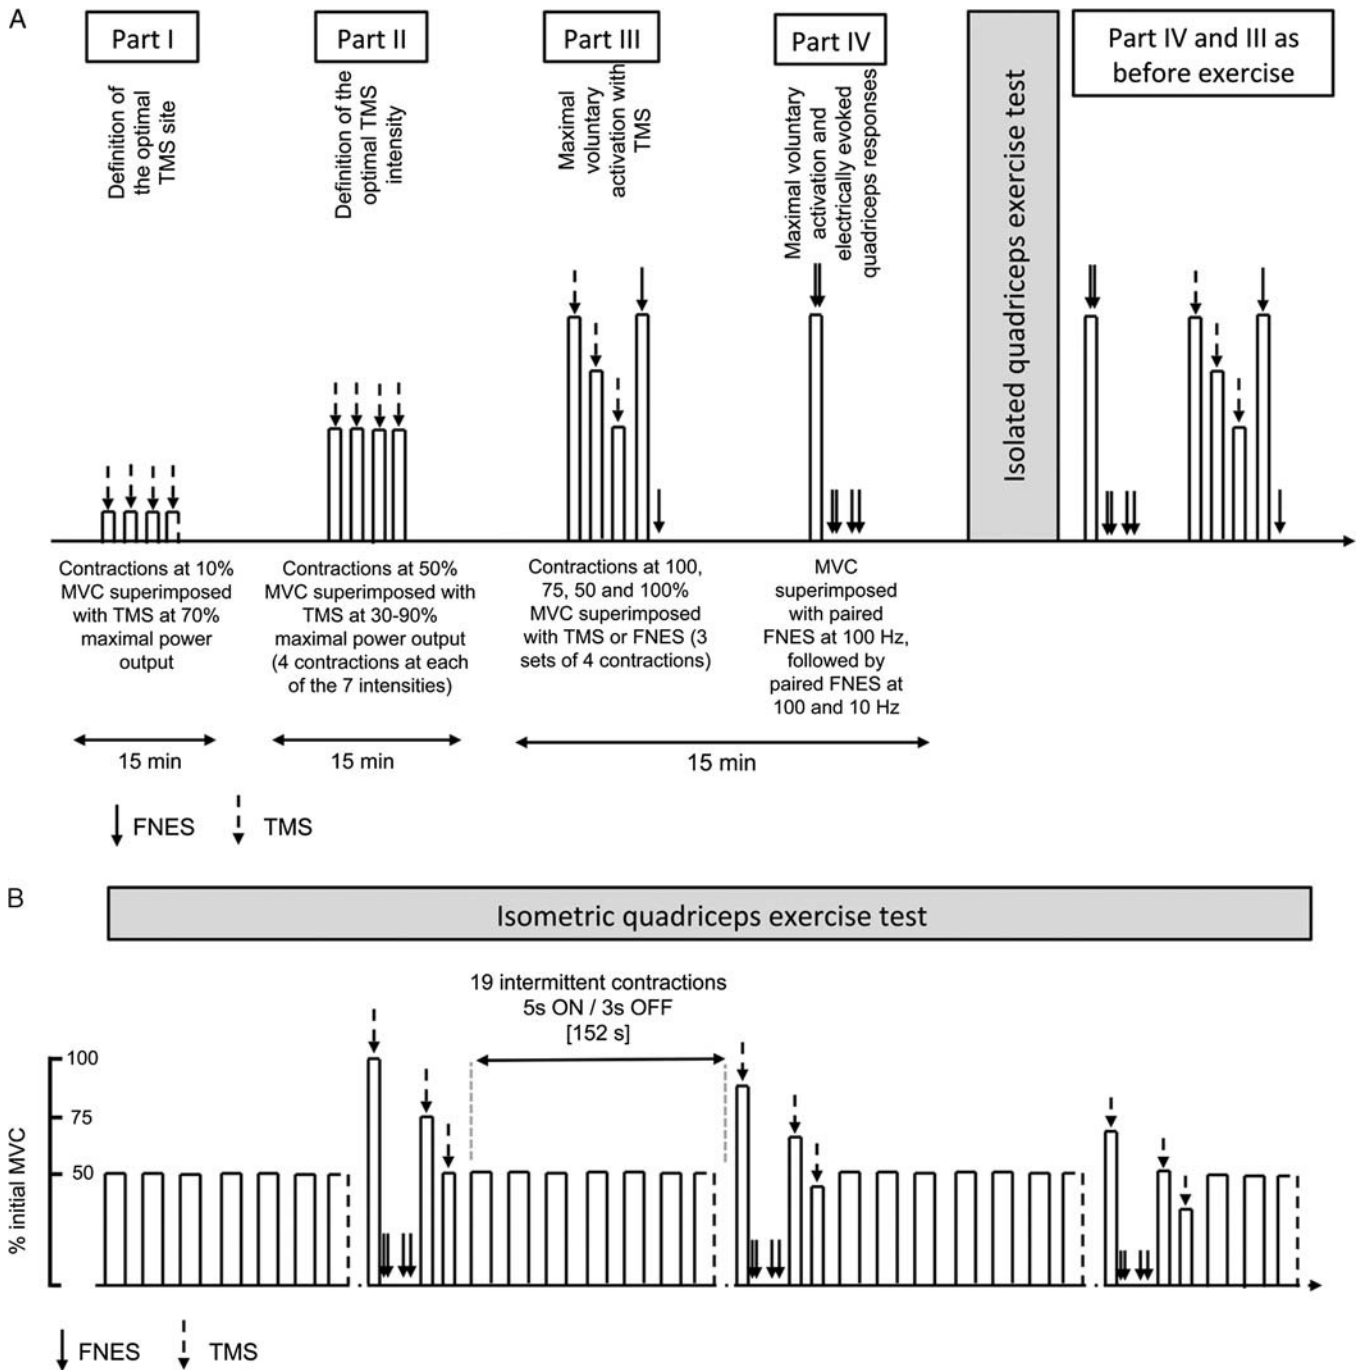 A
Part I
Definition of
the optimal
TMS site
Part II
Definition of the
optimal TMS
intensity
Part III
Maximal
voluntary
activation with
TMS
Part IV
Maximal voluntary
activation and
electrically evoked
quadriceps responses
Isolated quadriceps exercise test
Part IV and III as
before exercise
Contractions at 10%
MVC superimposed
with TMS at 70%
maximal power
output
Contractions at 50%
MVC superimposed with
TMS at 30-90%
maximal power output
(4 contractions at each
of the 7 intensities)
Contractions at 100,
75, 50 and 100%
MVC superimposed
with TMS or FNES (3
sets of 4 contractions)
MVC
superimposed
with paired
FNES at 100 Hz,
followed by
paired FNES at
100 and 10 Hz
15 min
15 min
15 min
FNES
TMS
B
Isometric quadriceps exercise test
19 intermittent contractions
5s ON / 3s OFF
[152 s]
% initial MVC
100
75
50
FNES
TMS